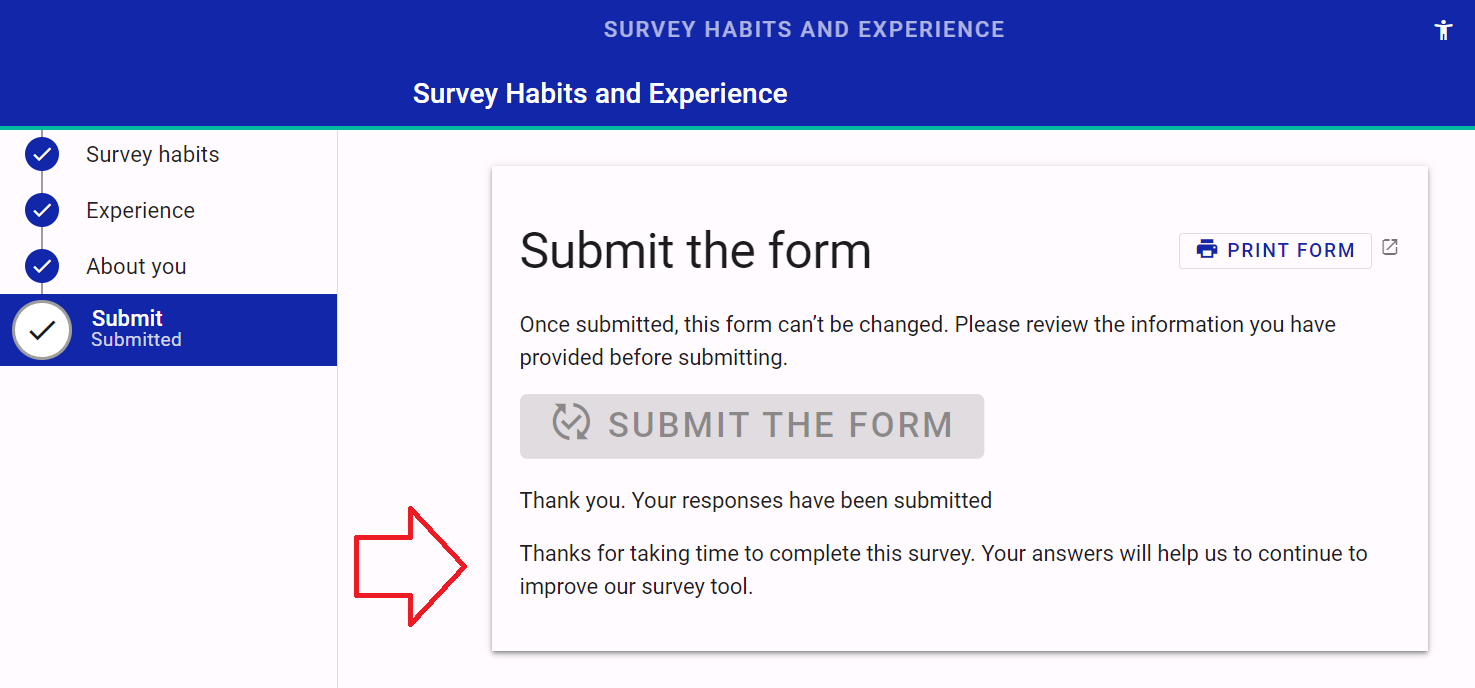 SURVEY HABITS AND EXPERIENCE
Survey Habits and Experience
Survey habits
Experience
About you
Submit
Submitted
Submit the form
PRINT FORM
Once submitted, this form can’t be changed. Please review the information you have
provided before submitting.
SUBMIT THE FORM
Thank you. Your responses have been submitted
Thanks for taking time to complete this survey. Your answers will help us to continue to
improve our survey tool.